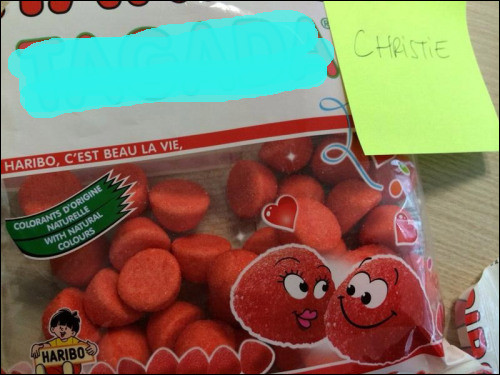 CHRISTIE
HARIBO, C'EST BEAU LA VIE,
COLORANTS D'ORIGINE
NATURELLE
WITH NATURAL
COLOURS
HARIBO